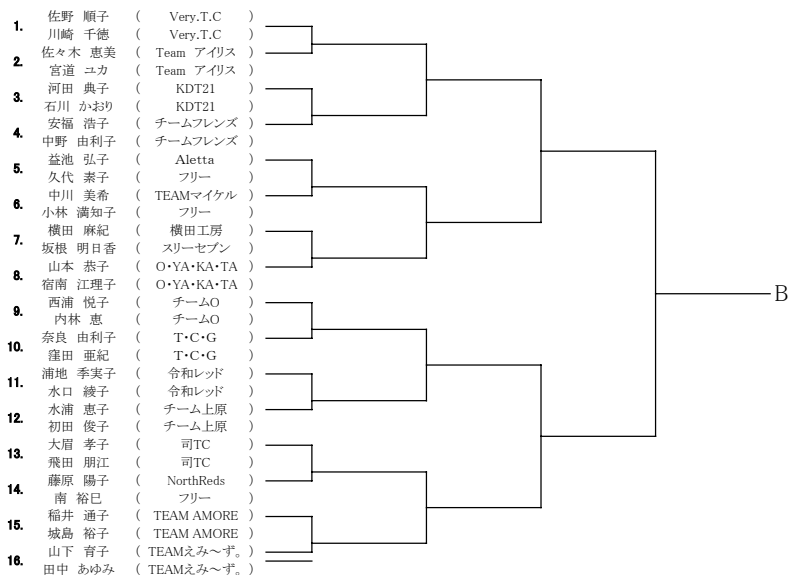 1. 佐野 順子 ( Very.T.C )
川崎 千徳 ( Very.T.C )
2. 佐々木 恵美 ( Team アイリス )
宮道 ユカ ( Team アイリス )
3. 河田 典子 ( KDT21 )
石川 かおり ( KDT21 )
4. 安福 浩子 ( チームフレンズ )
中野 由利子 ( チームフレンズ )
5. 益池 弘子 ( Aletta )
久代 素子 ( フリー )
6. 中川 美希 ( TEAMマイケル )
小林 満知子 ( フリー )
7. 横田 麻紀 ( 横田工房 )
坂根 明日香 ( スリーセブン )
8. 山本 恭子 ( O・YA・KA・TA )
宿南 江理子 ( O・YA・KA・TA )
9. 西浦 悦子 ( チームO )
内林 恵 ( チームO )
10. 奈良 由利子 ( T・C・G )
窪田 亜紀 ( T・C・G )
11. 浦地 季実子 ( 令和レッド )
水口 綾子 ( 令和レッド )
12. 水浦 恵子 ( チーム上原 )
初田 俊子 ( チーム上原 )
13. 大眉 孝子 ( 司TC )
飛田 朋江 ( 司TC )
14. 藤原 陽子 ( NorthReds )
南 裕巳 ( フリー )
15. 稲井 通子 ( TEAM AMORE )
城島 裕子 ( TEAM AMORE )
16. 山下 育子 ( TEAMえみ～ず。 )
田中 あゆみ ( TEAMえみ～ず。 )
B